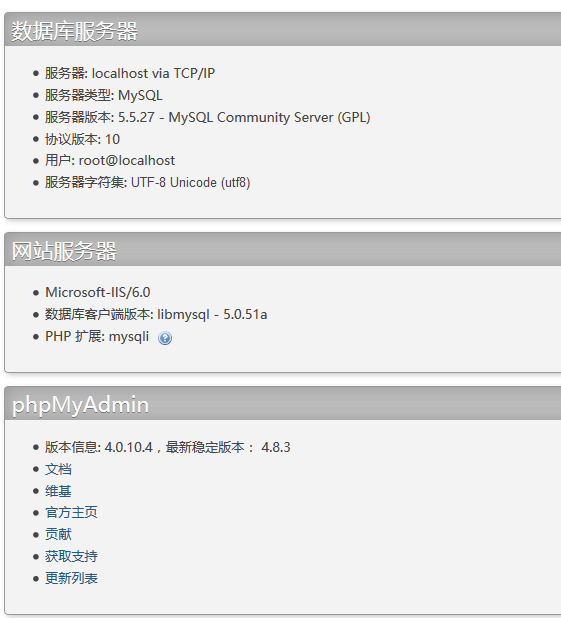 数据库服务器
服务器: localhost via TCP/IP
服务器类型: MySQL
服务器版本: 5.5.27 - MySQL Community Server (GPL)
协议版本: 10
用户: root@localhost
服务器字符集: UTF-8 Unicode (utf8)
网站服务器
Microsoft-IIS/6.0
数据库客户端版本: libmysql - 5.0.51a
PHP 扩展: mysqli
phpMyAdmin
版本信息: 4.0.10.4，最新稳定版本： 4.8.3
文档
维基
官方主页
贡献
获取支持
更新列表